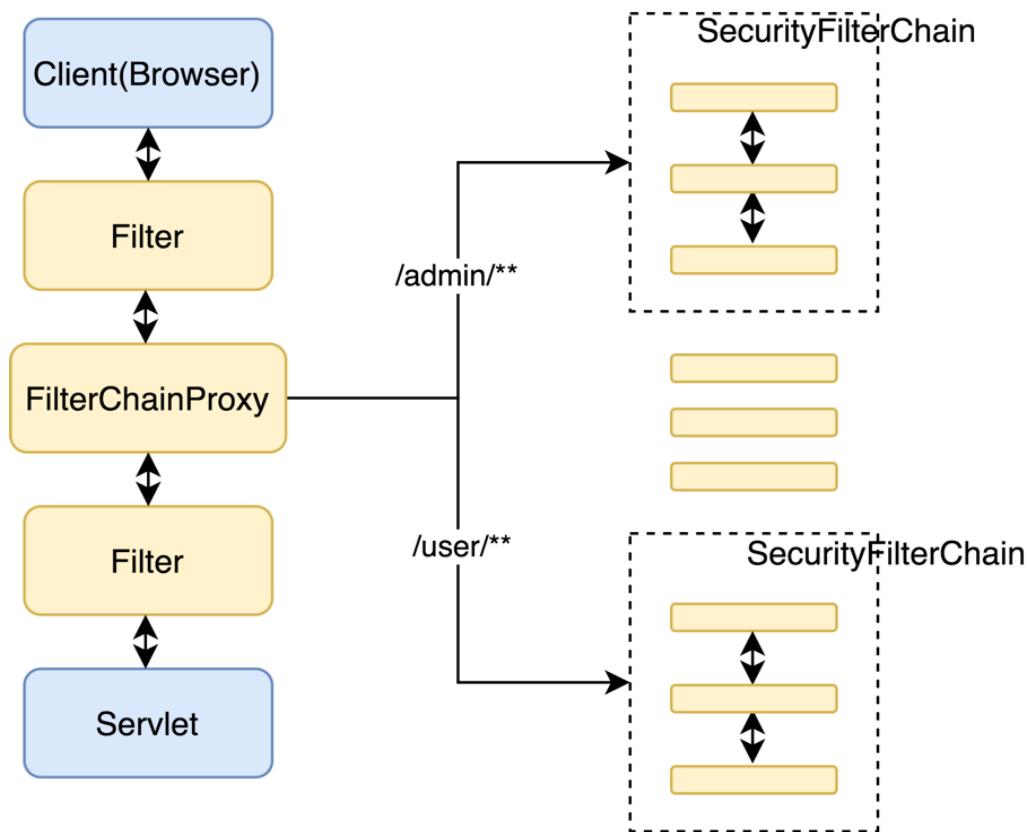 Client(Browser)
Filter
FilterChainProxy
Filter
Servlet
/admin/**
/user/**
SecurityFilterChain
SecurityFilterChain